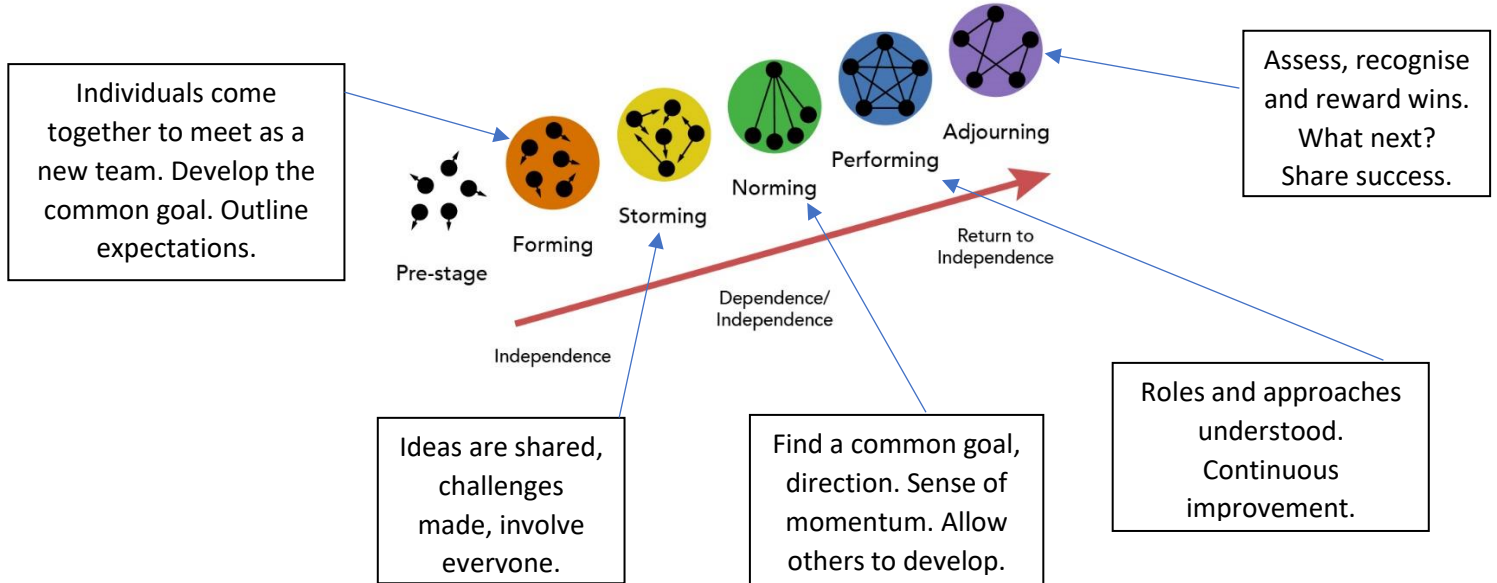 Individuals come
together to meet as a
new team. Develop the
common goal. Outline
expectations.
Pre-stage
Forming
Storming
Norming
Performing
Adjourning
Independence
Dependence/
Independence
Return to
Independence
Assess, recognise
and reward wins.
What next?
Share success.
Ideas are shared,
challenges
made, involve
everyone.
Find a common goal,
direction. Sense of
momentum. Allow
others to develop.
Roles and approaches
understood.
Continuous
improvement.